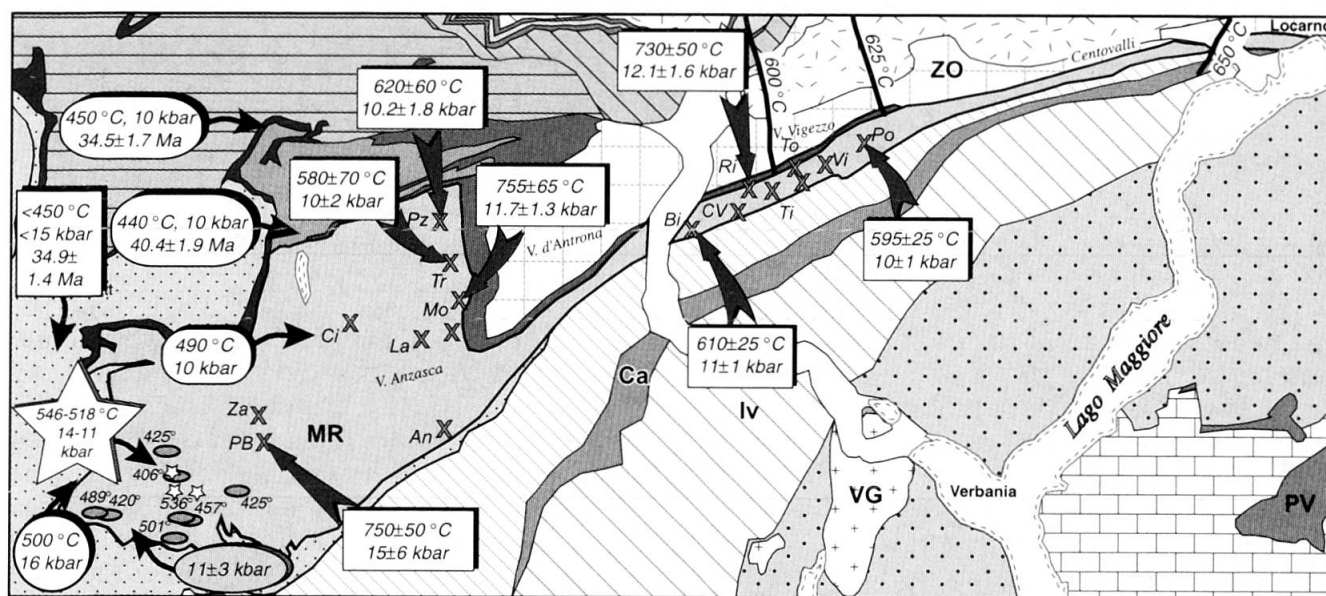 Locarno
650°C
625°C
600°C
Centovalli
ZO
V. Vigezzo
730±50 °C
12.1±1.6 kbar
620±60 °C
10.2±1.8 kbar
450°C, 10 kbar
34.5±1.7 Ma
580±70 °C
10±2 kbar
755±65 °C
11.7±1.3 kbar
<450°C
<15 kbar
34.9±
1.4 Ma
440°C, 10 kbar
40.4±1.9 Ma
Pz
Tr
Mo
V. d'Antrona
Ri
To
Vi
Po
CV
Ti
Bi
595±25 °C
10±1 kbar
490°C
10 kbar
Ci
La
V. Anzasca
Ca
610±25 °C
11±1 kbar
Iv
Lago Maggiore
546-518°C
14-11
kbar
Za
PB
MR
An
425°
406°
489°
420°
536°
457°
425°
501°
500°C
16 kbar
11±3 kbar
750±50 °C
15±6 kbar
VG
Verbania
PV